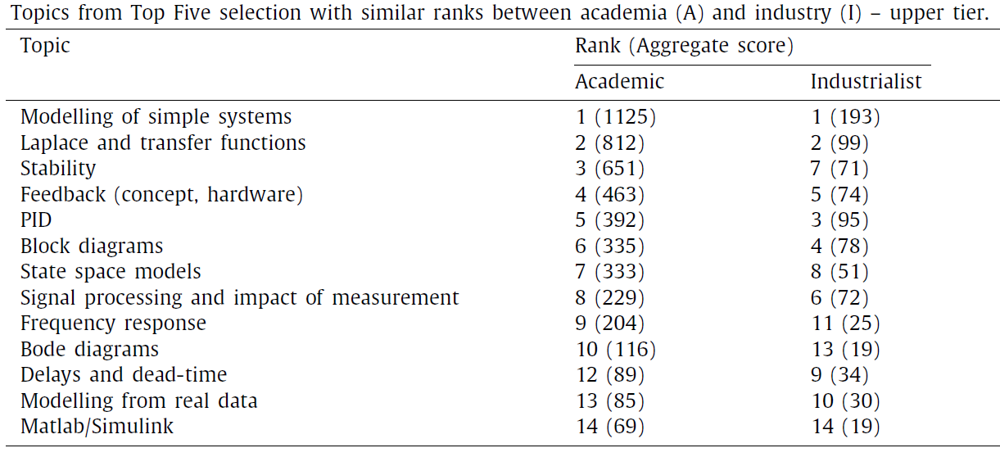 Topics from Top Five selection with similar ranks between academia (A) and industry (I) – upper tier.
Topic Rank (Aggregate score)
Academic Industrialist
Modelling of simple systems 1 (1125) 1 (193)
Laplace and transfer functions 2 (812) 2 (99)
Stability 3 (651) 7 (71)
Feedback (concept, hardware) 4 (463) 5 (74)
PID 5 (392) 3 (95)
Block diagrams 6 (335) 4 (78)
State space models 7 (333) 8 (51)
Signal processing and impact of measurement 8 (229) 6 (72)
Frequency response 9 (204) 11 (25)
Bode diagrams 10 (116) 13 (19)
Delays and dead-time 12 (89) 9 (34)
Modelling from real data 13 (85) 10 (30)
Matlab/Simulink 14 (69) 14 (19)